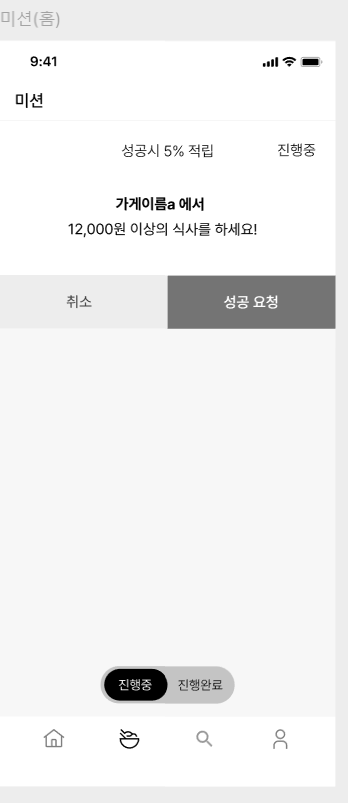 미션(홈)
9:41
미션
성공시 5% 적립
진행중
가게이름a 에서
12,000원 이상의 식사를 하세요!
취소
성공 요청
진행중
진행완료